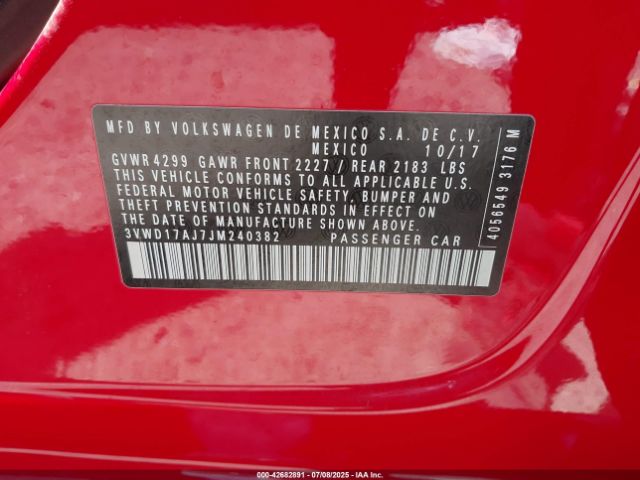 MFD BY VOLKSWAGEN DE MEXICO S.A. DE C.V.
MEXICO 10/17
GVWR 4299 GAWR FRONT 2227 / REAR 2183 LBS
THIS VEHICLE CONFORMS TO ALL APPLICABLE U.S.
FEDERAL MOTOR VEHICLE SAFETY, BUMPER AND
THEFT PREVENTION STANDARDS IN EFFECT ON
THE DATE OF MANUFACTURE SHOWN ABOVE.
3VWD17AJ7JM240382 PASSENGER CAR
4056549 3176 M
000-42682891 - 07/08/2025 - IAA Inc.